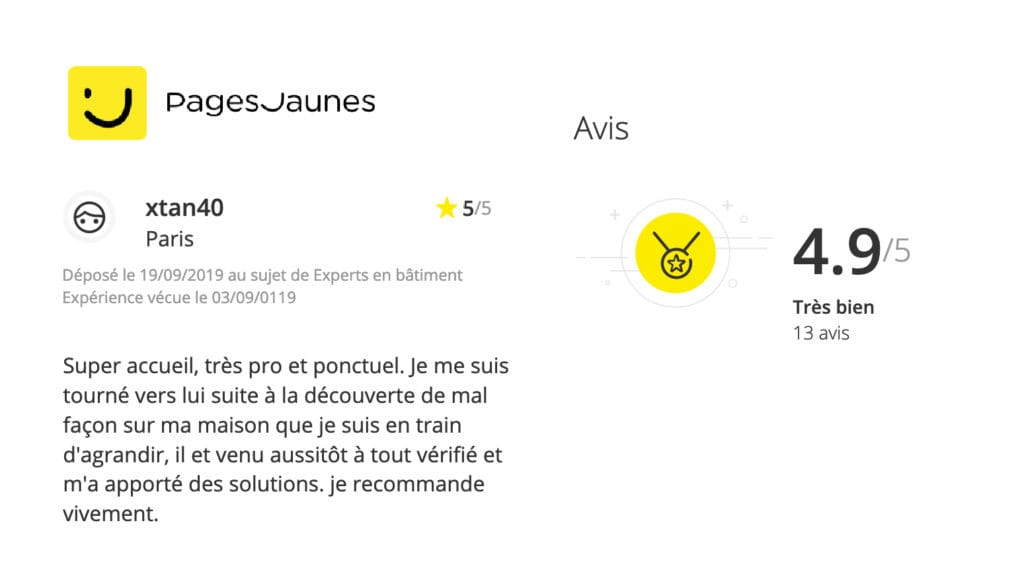 PagesJaunes
xtan40
5/5
Paris
Déposé le 19/09/2019 au sujet de Experts en bâtiment
Expérience vécue le 03/09/0119
Super accueil, très pro et ponctuel. Je me suis
tourné vers lui suite à la découverte de mal
façon sur ma maison que je suis en train
d'agrandir, il et venu aussitôt à tout vérifié et
m'a apporté des solutions. je recommande
vivement.
Avis
4.9/5
Très bien
13 avis